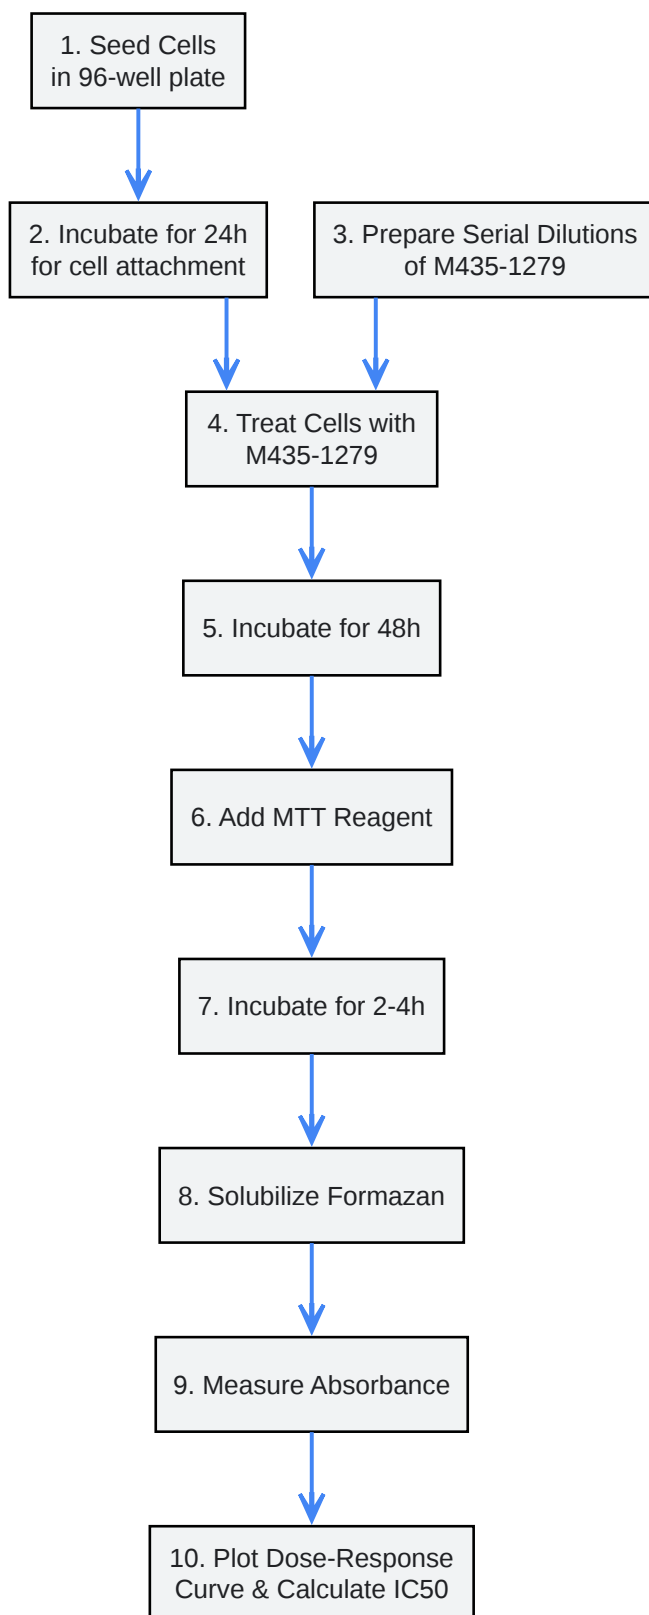 1. Seed Cells
in 96-well plate
2. Incubate for 24h
for cell attachment
3. Prepare Serial Dilutions
of M435-1279
4. Treat Cells with
M435-1279
5. Incubate for 48h
6. Add MTT Reagent
7. Incubate for 2-4h
8. Solubilize Formazan
9. Measure Absorbance
10. Plot Dose-Response
Curve & Calculate IC50